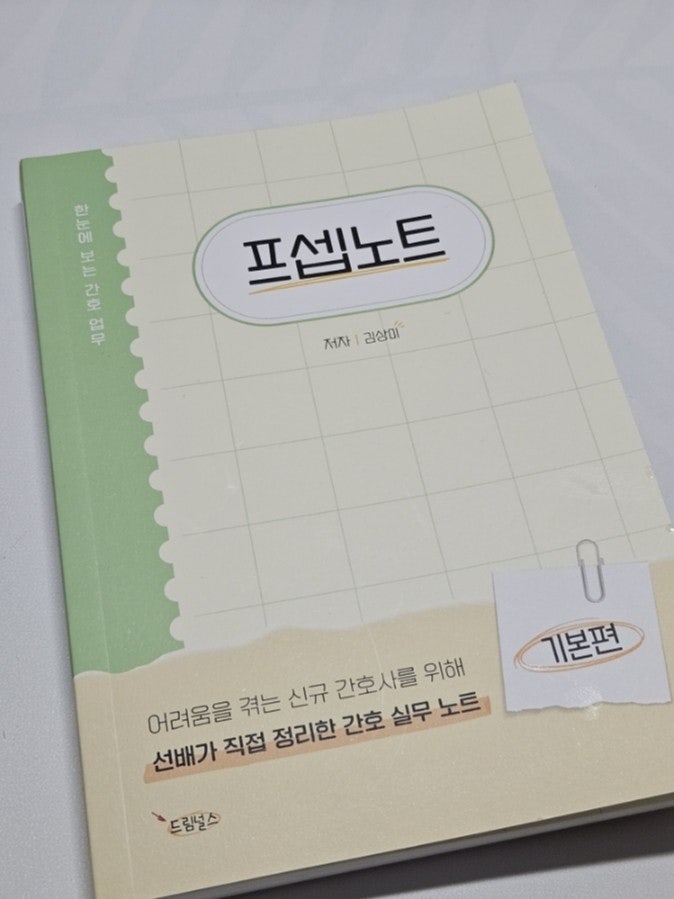 한눈에 보는 간호 업무
프셉노트
저자 | 김상미
기본편
어려움을 겪는 신규 간호사를 위해
선배가 직접 정리한 간호 실무 노트
드림널스